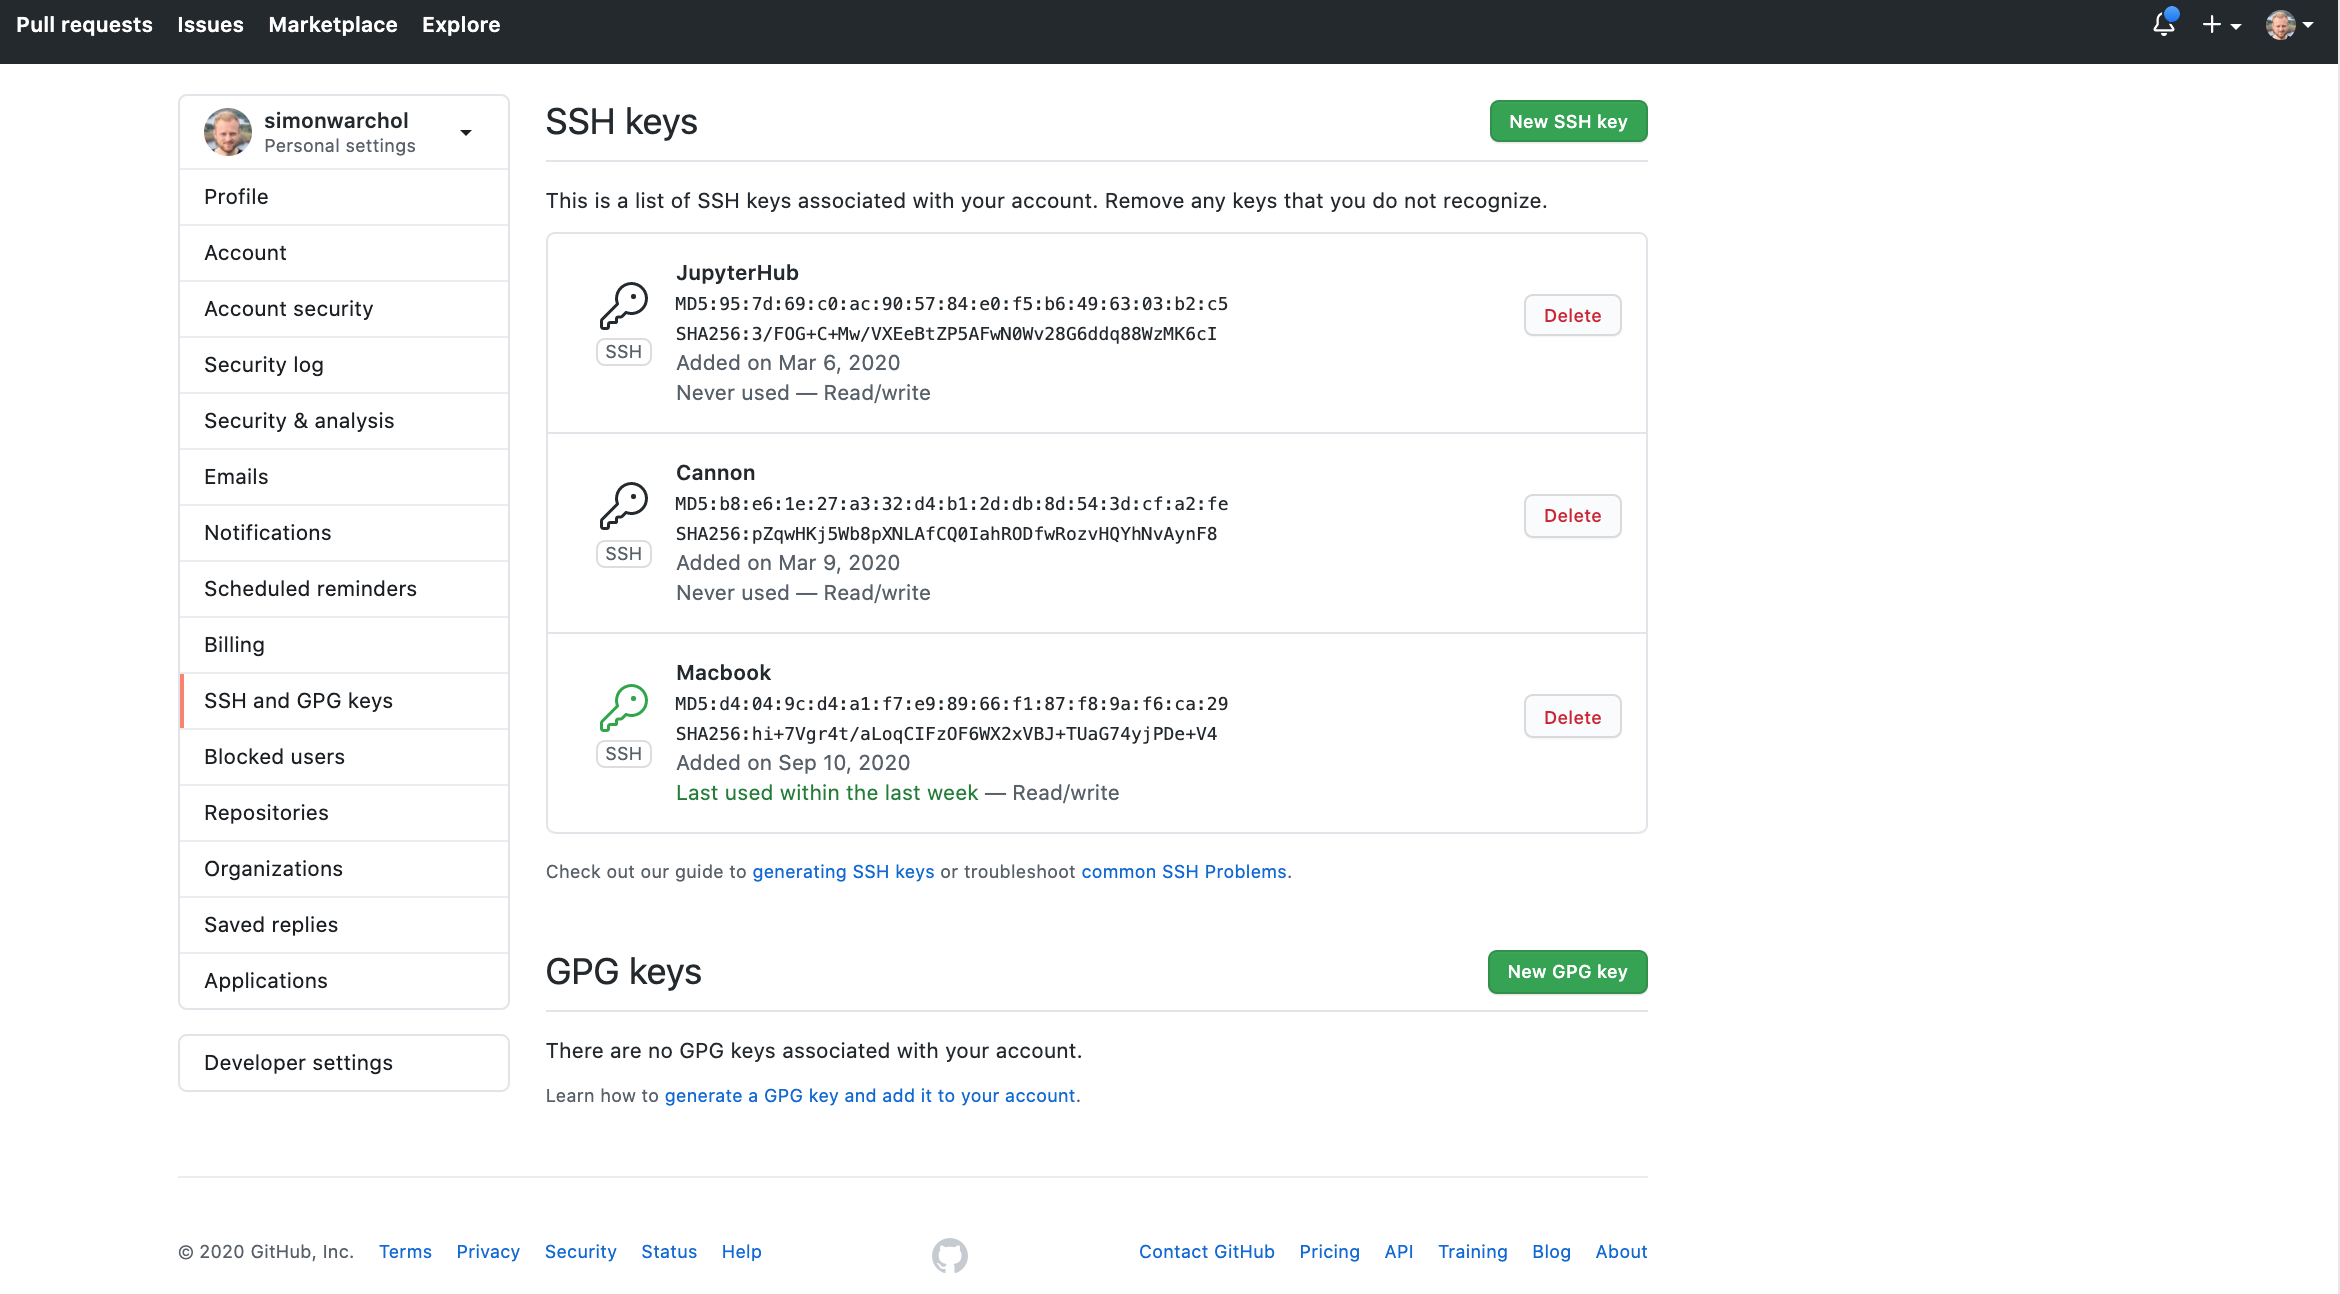 Pull requests Issues Marketplace Explore
simonwarchol
Personal settings
Profile
Account
Account security
Security log
Security & analysis
Emails
Notifications
Scheduled reminders
Billing
SSH and GPG keys
Blocked users
Repositories
Organizations
Saved replies
Applications
Developer settings
SSH keys
New SSH key
This is a list of SSH keys associated with your account. Remove any keys that you do not recognize.
JupyterHub
MD5:95:7d:69:c0:ac:90:57:84:e0:f5:b6:49:63:03:b2:c5
SHA256:3/FOG+C+Mw/VXEeBtZP5AFwN0Wv28G6ddq88WzMK6cI
Added on Mar 6, 2020
Never used — Read/write
SSH
Delete
Cannon
MD5:b8:e6:1e:27:a3:32:d4:b1:2d:db:8d:54:3d:cf:a2:fe
SHA256:pZqwHKj5Wb8pXNLAfCQ0IahRODfwRozvHQYhNvAynF8
Added on Mar 9, 2020
Never used — Read/write
SSH
Delete
Macbook
MD5:d4:04:9c:d4:a1:f7:e9:89:66:f1:87:f8:9a:f6:ca:29
SHA256:hi+7Vgr4t/aLoqCIFzOF6WX2xVBJ+TUaG74yjPDe+V4
Added on Sep 10, 2020
Last used within the last week — Read/write
SSH
Delete
Check out our guide to generating SSH keys or troubleshoot common SSH Problems.
GPG keys
New GPG key
There are no GPG keys associated with your account.
Learn how to generate a GPG key and add it to your account.
© 2020 GitHub, Inc. Terms Privacy Security Status Help
Contact GitHub Pricing API Training Blog About